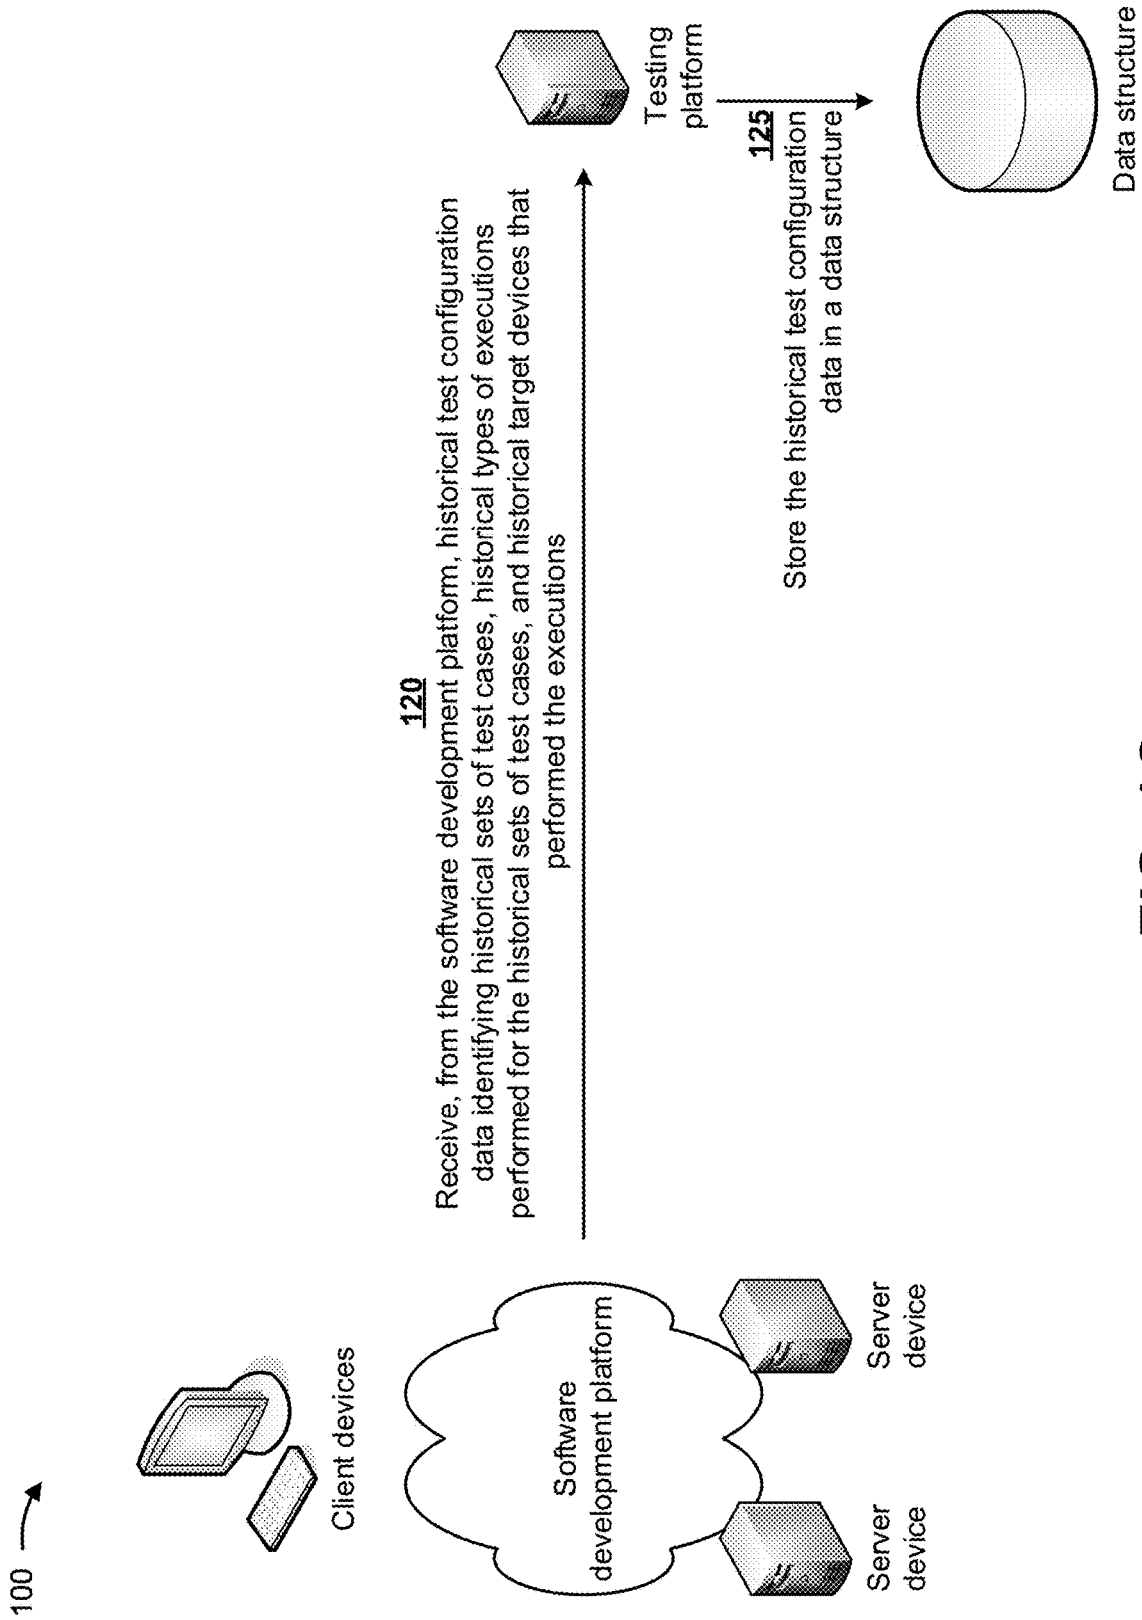 100
Client devices
Software
development platform
Server
device
Server
device
120
Receive, from the software development platform, historical test configuration
data identifying historical sets of test cases, historical types of executions
performed for the historical sets of test cases, and historical target devices that
performed the executions
Testing
platform
125
Store the historical test configuration
data in a data structure
Data structure